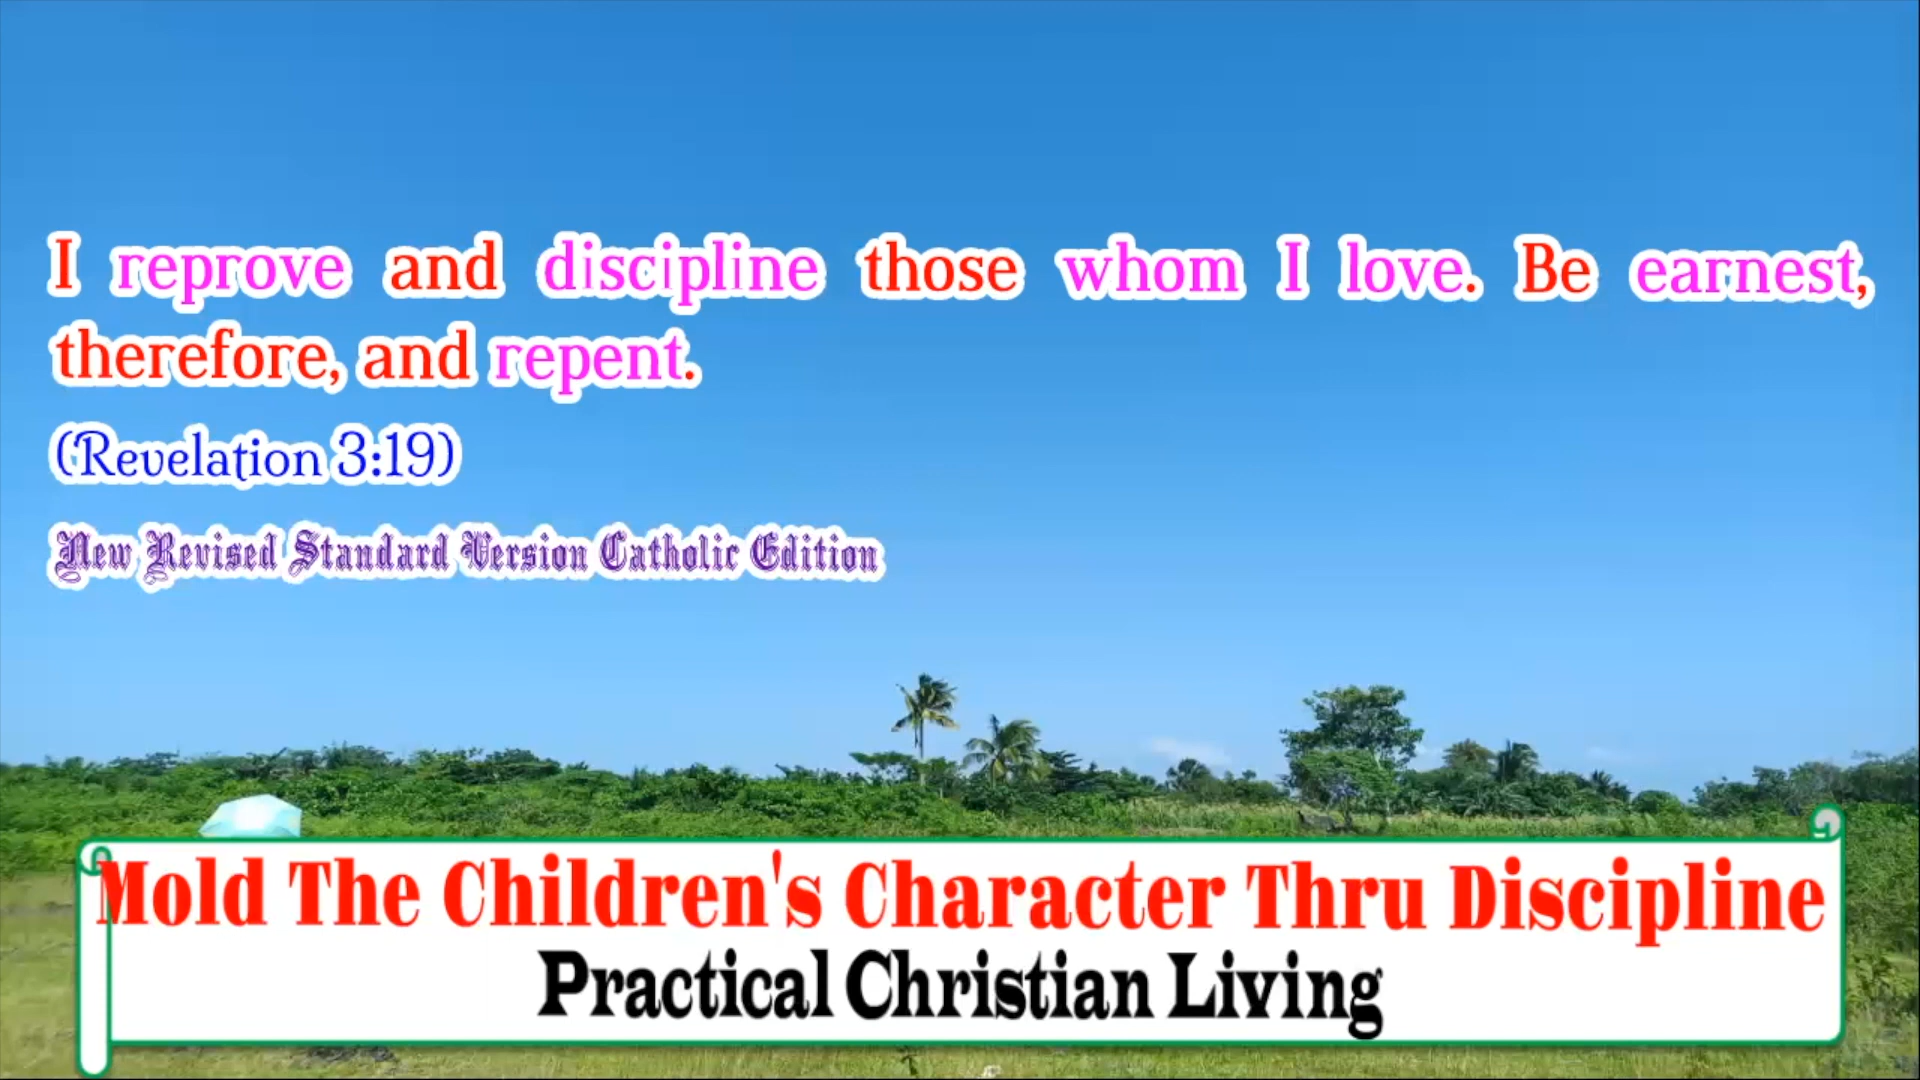 I reprove and discipline those whom I love. Be earnest,
therefore, and repent.
(Revelation 3:19)
New Revised Standard Version Catholic Edition
Mold The Children's Character Thru Discipline
Practical Christian Living